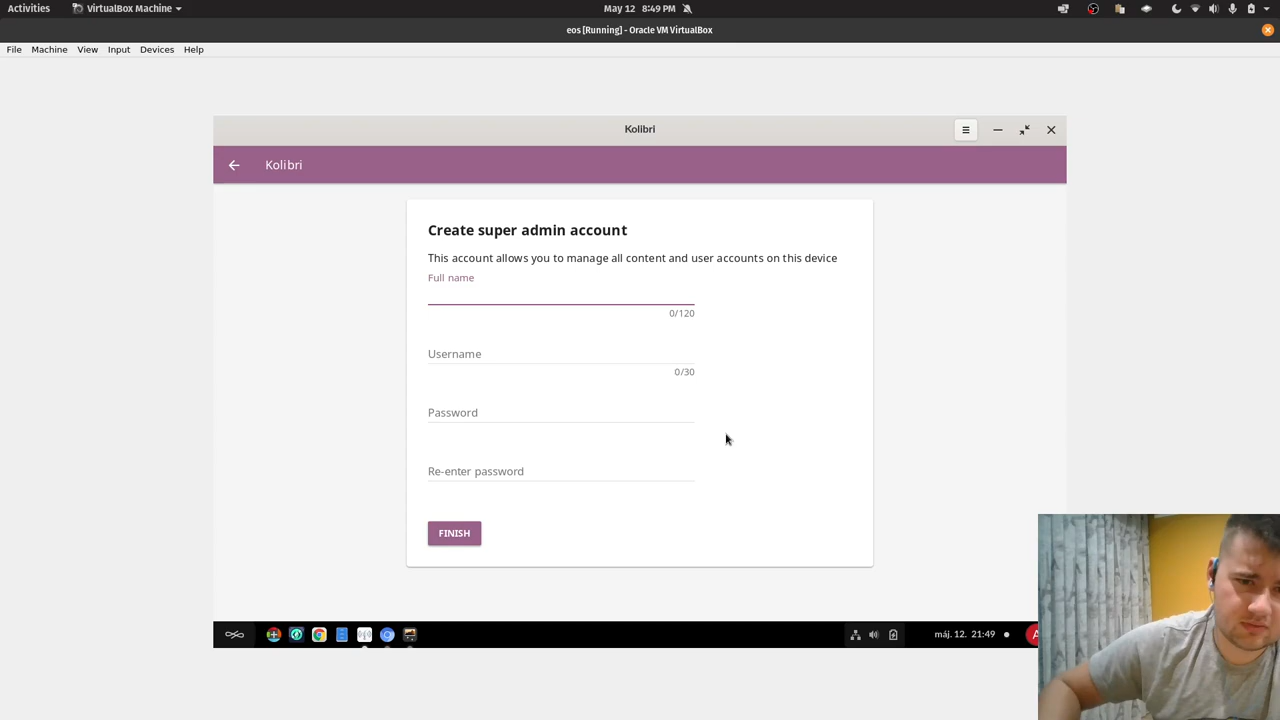 Activities
VirtualBox Machine
May 12 8:49 PM
eos [Running] - Oracle VM VirtualBox
File Machine View Input Devices Help
Kolibri
Kolibri
Create super admin account
This account allows you to manage all content and user accounts on this device
Full name
0/120
Username
0/30
Password
Re-enter password
FINISH
máj. 12. 21:49
A